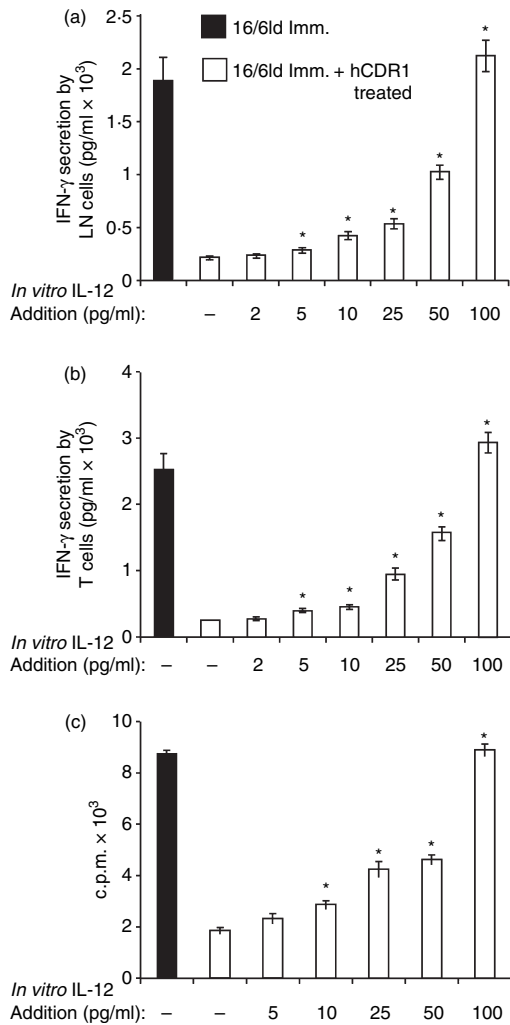 (a)
16/6Id Imm.
16/6Id Imm. + hCDR1
treated
IFN-γ secretion by
LN cells (pg/ml × 10³)
2·5
2
1·5
1
0·5
0
* * * * *
In vitro IL-12
Addition (pg/ml): – 2 5 10 25 50 100
(b)
IFN-γ secretion by
T cells (pg/ml × 10³)
4
3
2
1
0
* * * * *
In vitro IL-12
Addition (pg/ml): – – 2 5 10 25 50 100
(c)
c.p.m. × 10³
10
8
6
4
2
0
* * * *
In vitro IL-12
Addition (pg/ml): – – 5 10 25 50 100